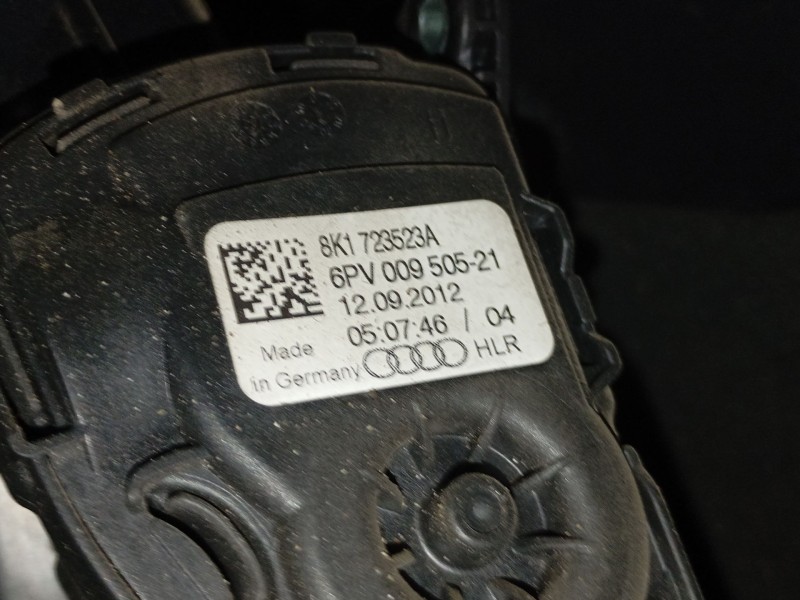 8K1 723523A
6PV 009 505-21
12.09.2012
05:07:46 / 04
Made
in Germany
HLR